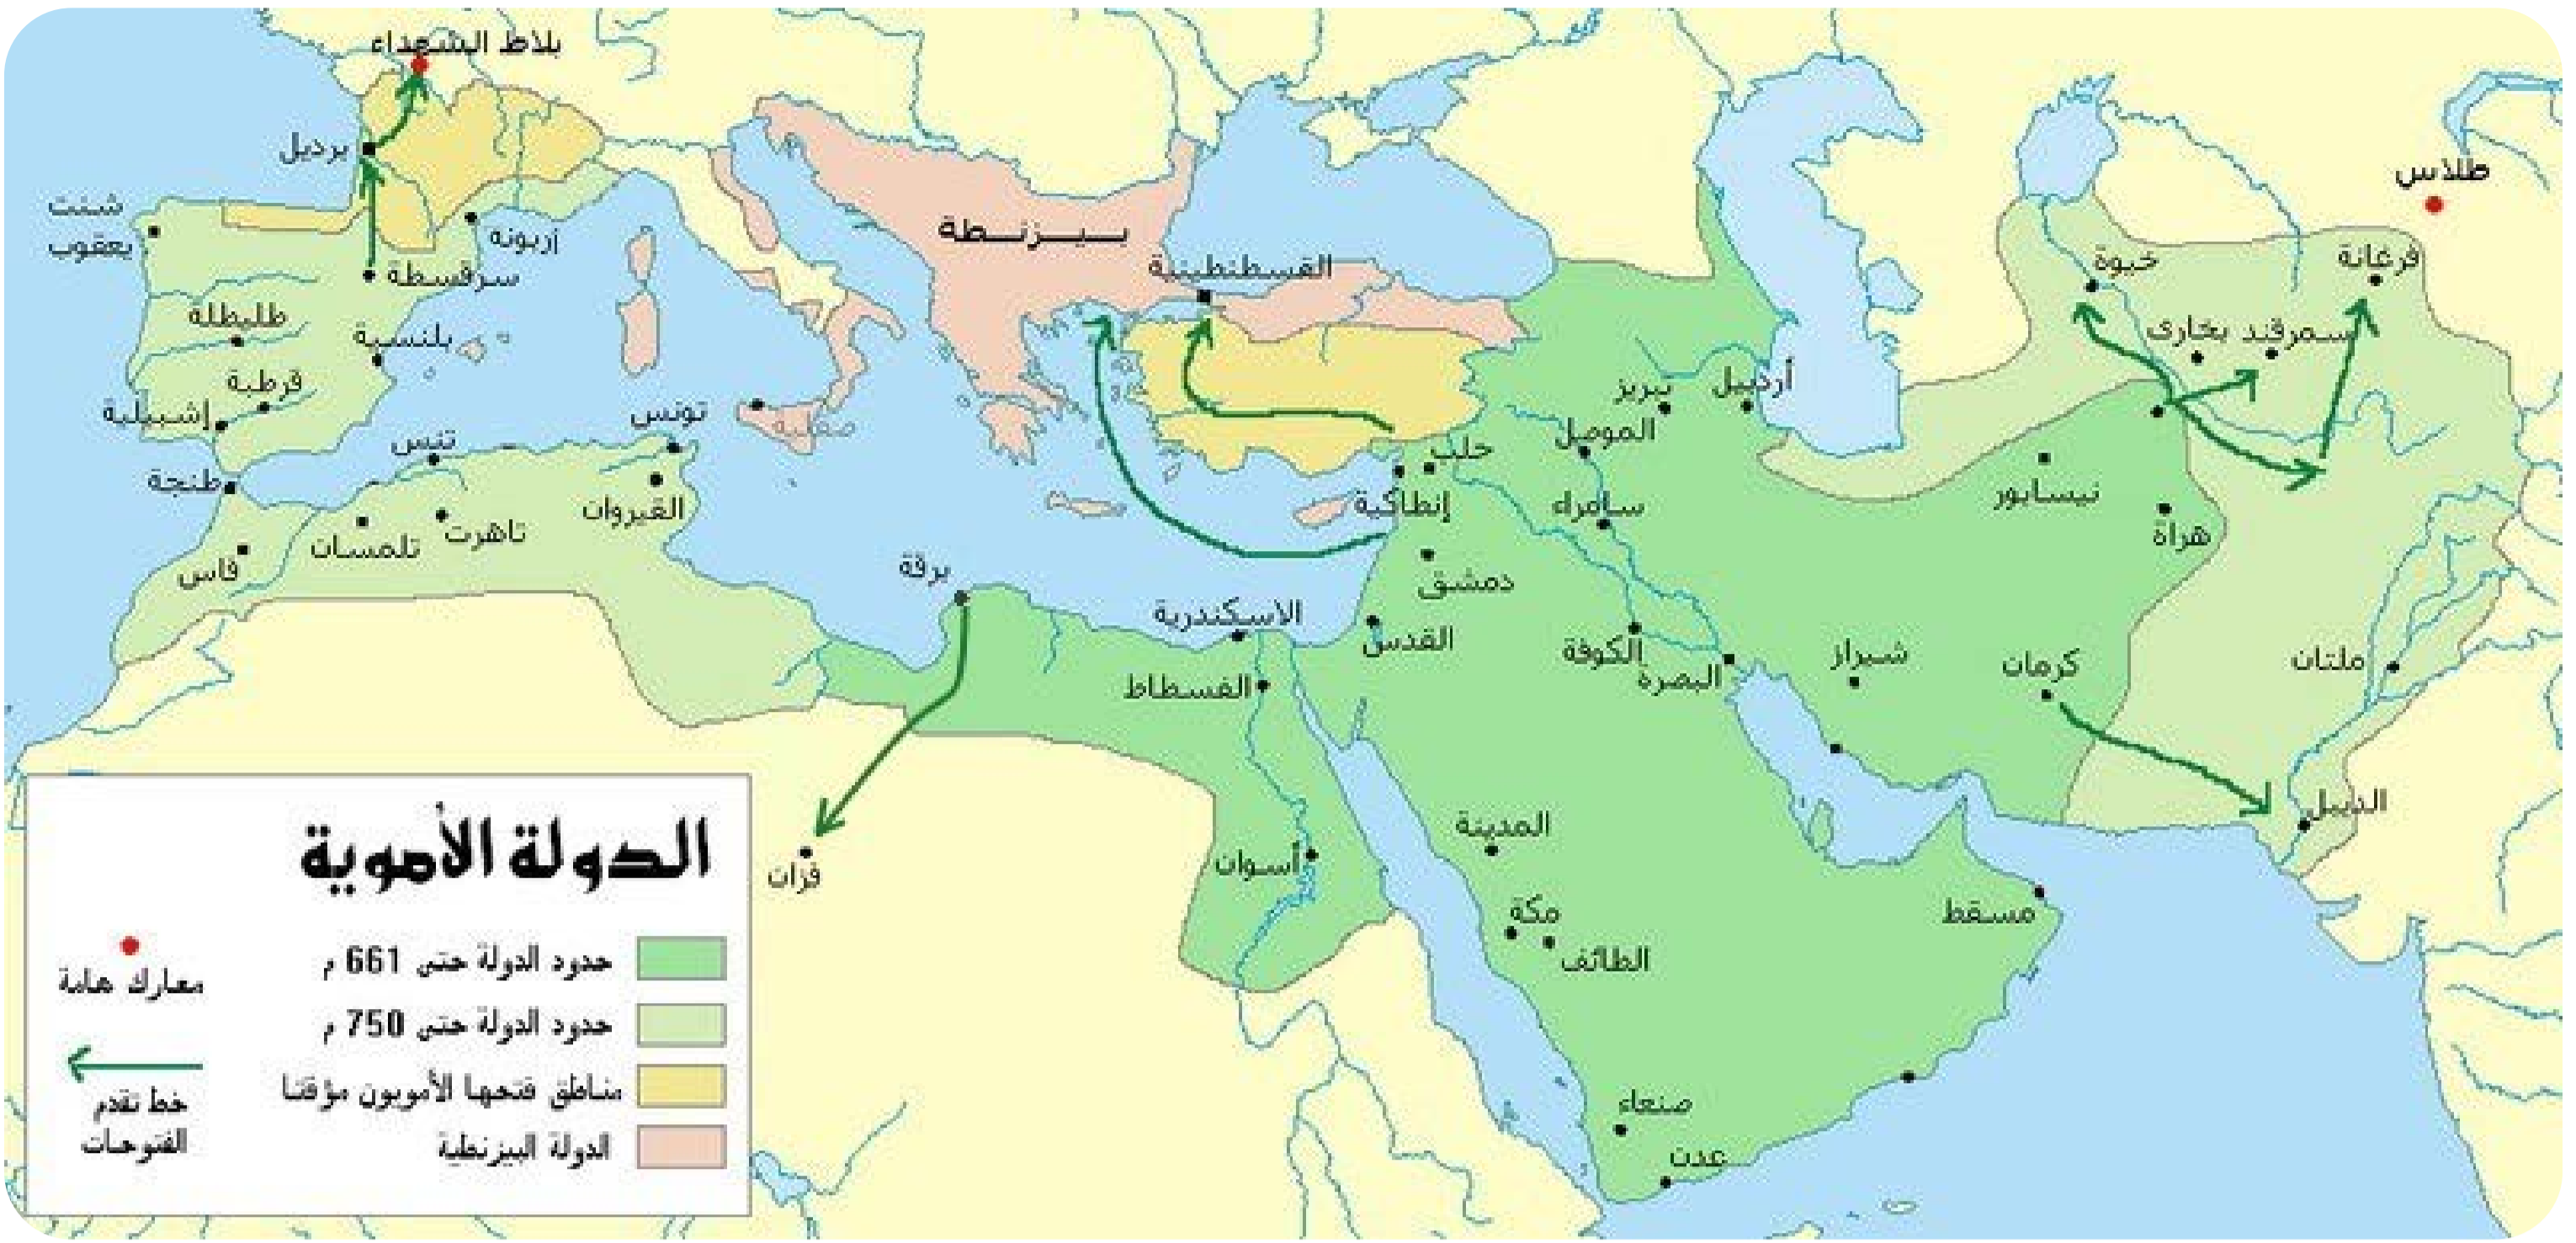 بلاط الشهداء
برديل
شنت
يعقوب
أربونه
سرقسطة
طليطلة
بلنسية
قرطبة
إشبيلية
طنجة
تنس
تونس
القيروان
تاهرت
تلمسان
فاس
صقلية
بـيـزنـطة
القسطنطينية
طلاس
فرغانة
خيوة
سمرقند
بخارى
أردبيل
تبريز
الموصل
حلب
إنطاكية
سامراء
نيسابور
هراة
دمشق
برقة
الاسكندرية
القدس
الكوفة
البصرة
شيراز
كرمان
ملتان
الفسطاط
الديبل
المدينة
أسوان
فزان
مكة
الطائف
مسقط
صنعاء
عدن
الدولة الأموية
حدود الدولة حتى 661 م
حدود الدولة حتى 750 م
مناطق فتحها الأمويون مؤقتا
الدولة البيزنطية
معارك هامة
خط تقدم
الفتوحات